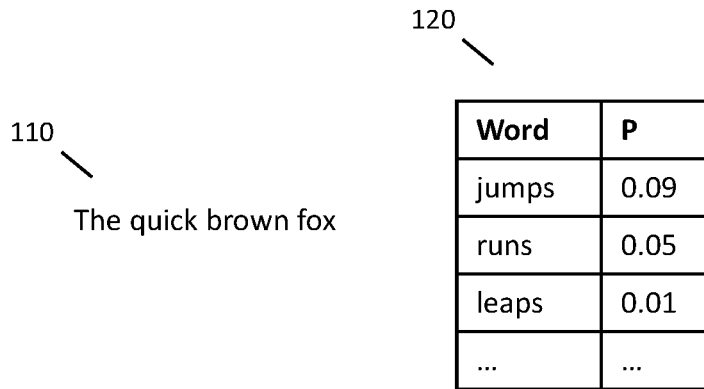 120
110
The quick brown fox
Word P
jumps 0.09
runs 0.05
leaps 0.01
... ...